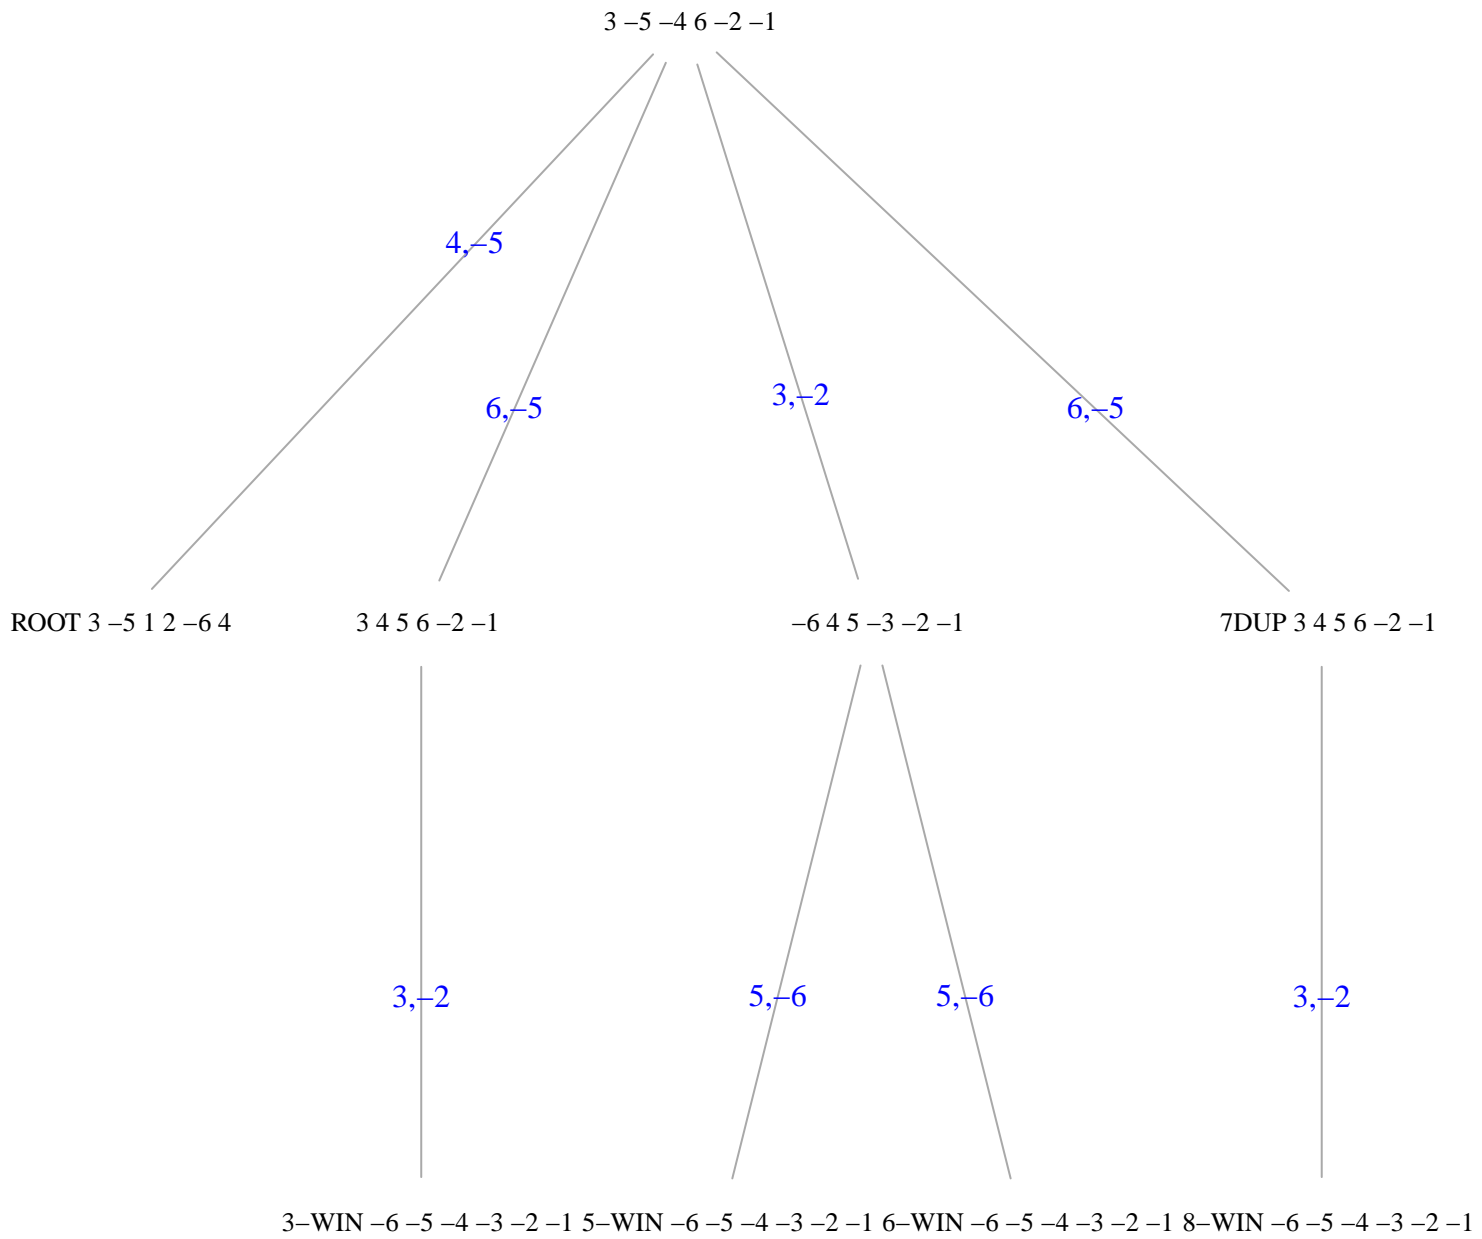 3 –5 –4 6 –2 –1
4,–5
3,–2
6,–5
6,–5
ROOT 3 –5 1 2 –6 4
3 4 5 6 –2 –1
–6 4 5 –3 –2 –1
7DUP 3 4 5 6 –2 –1
3,–2
5,–6
5,–6
3,–2
3–WIN –6 –5 –4 –3 –2 –1
5–WIN –6 –5 –4 –3 –2 –1
6–WIN –6 –5 –4 –3 –2 –1
8–WIN –6 –5 –4 –3 –2 –1